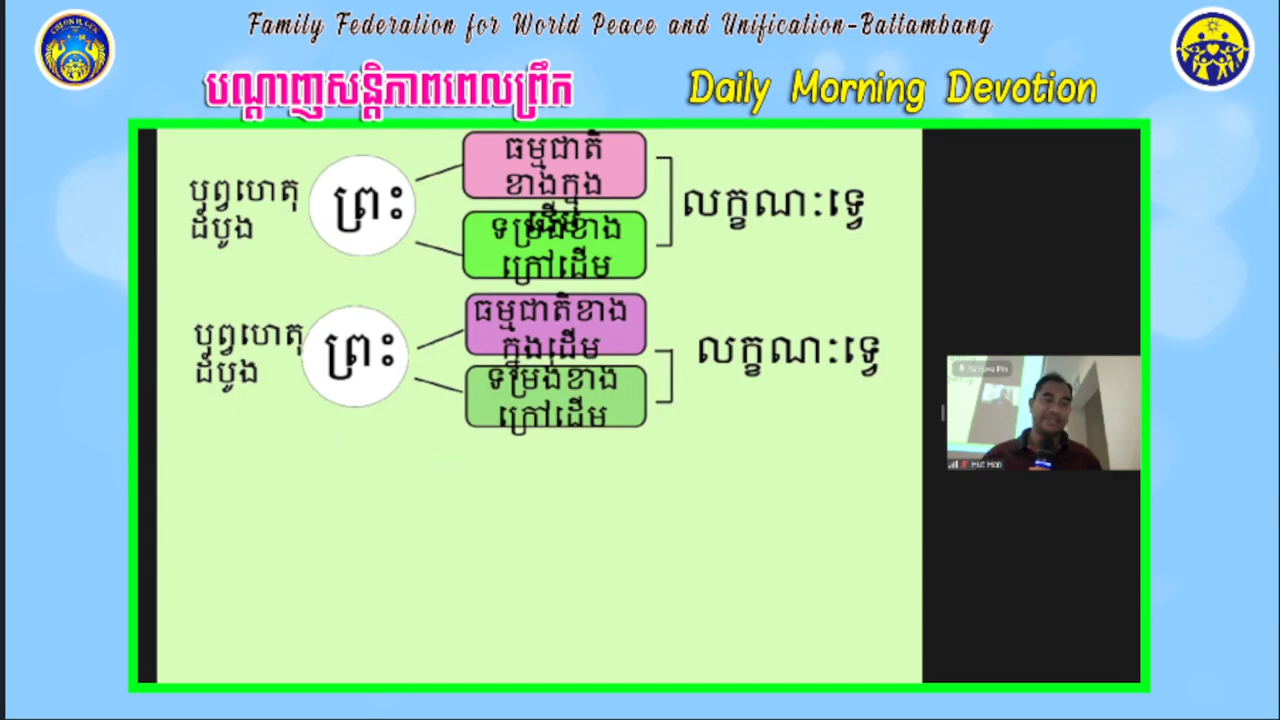 Family Federation for World Peace and Unification-Battambang
បណ្តាញសន្តិភាពពេលព្រឹក
Daily Morning Devotion
បុព្វហេតុ
ដំបូង
ព្រះ
ធម្មជាតិ
ខាងក្នុង
ដើម
ទម្រង់ខាង
ក្រៅដើម
លក្ខណៈទ្វេ
បុព្វហេតុ
ដំបូង
ព្រះ
ធម្មជាតិខាង
ក្នុងដើម
ទម្រង់ខាង
ក្រៅដើម
លក្ខណៈទ្វេ
Remove Pin